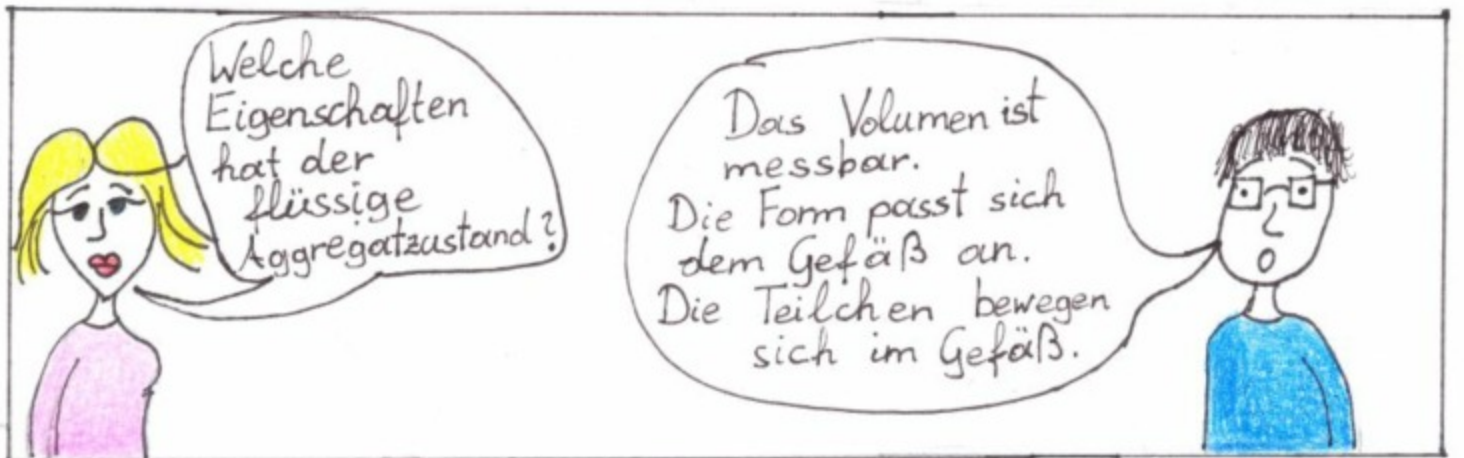 Welche
Eigenschaften
hat der
flüssige
Aggregatzustand?
Das Volumen ist
messbar.
Die Form passt sich
dem Gefäß an.
Die Teilchen bewegen
sich im Gefäß.